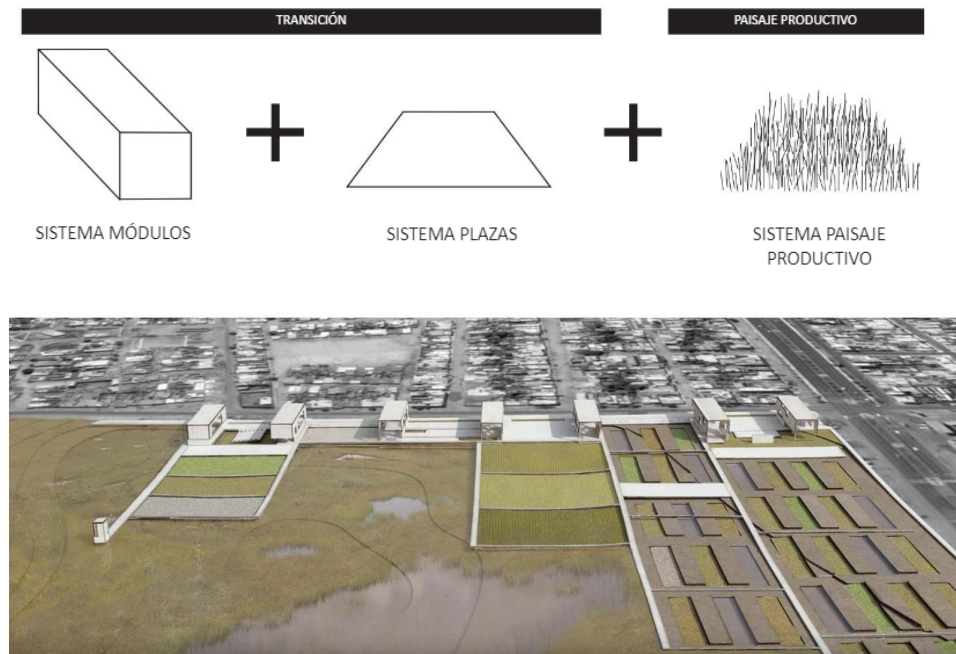 TRANSICIÓN
PAISAJE PRODUCTIVO
SISTEMA MÓDULOS
SISTEMA PLAZAS
SISTEMA PAISAJE
PRODUCTIVO